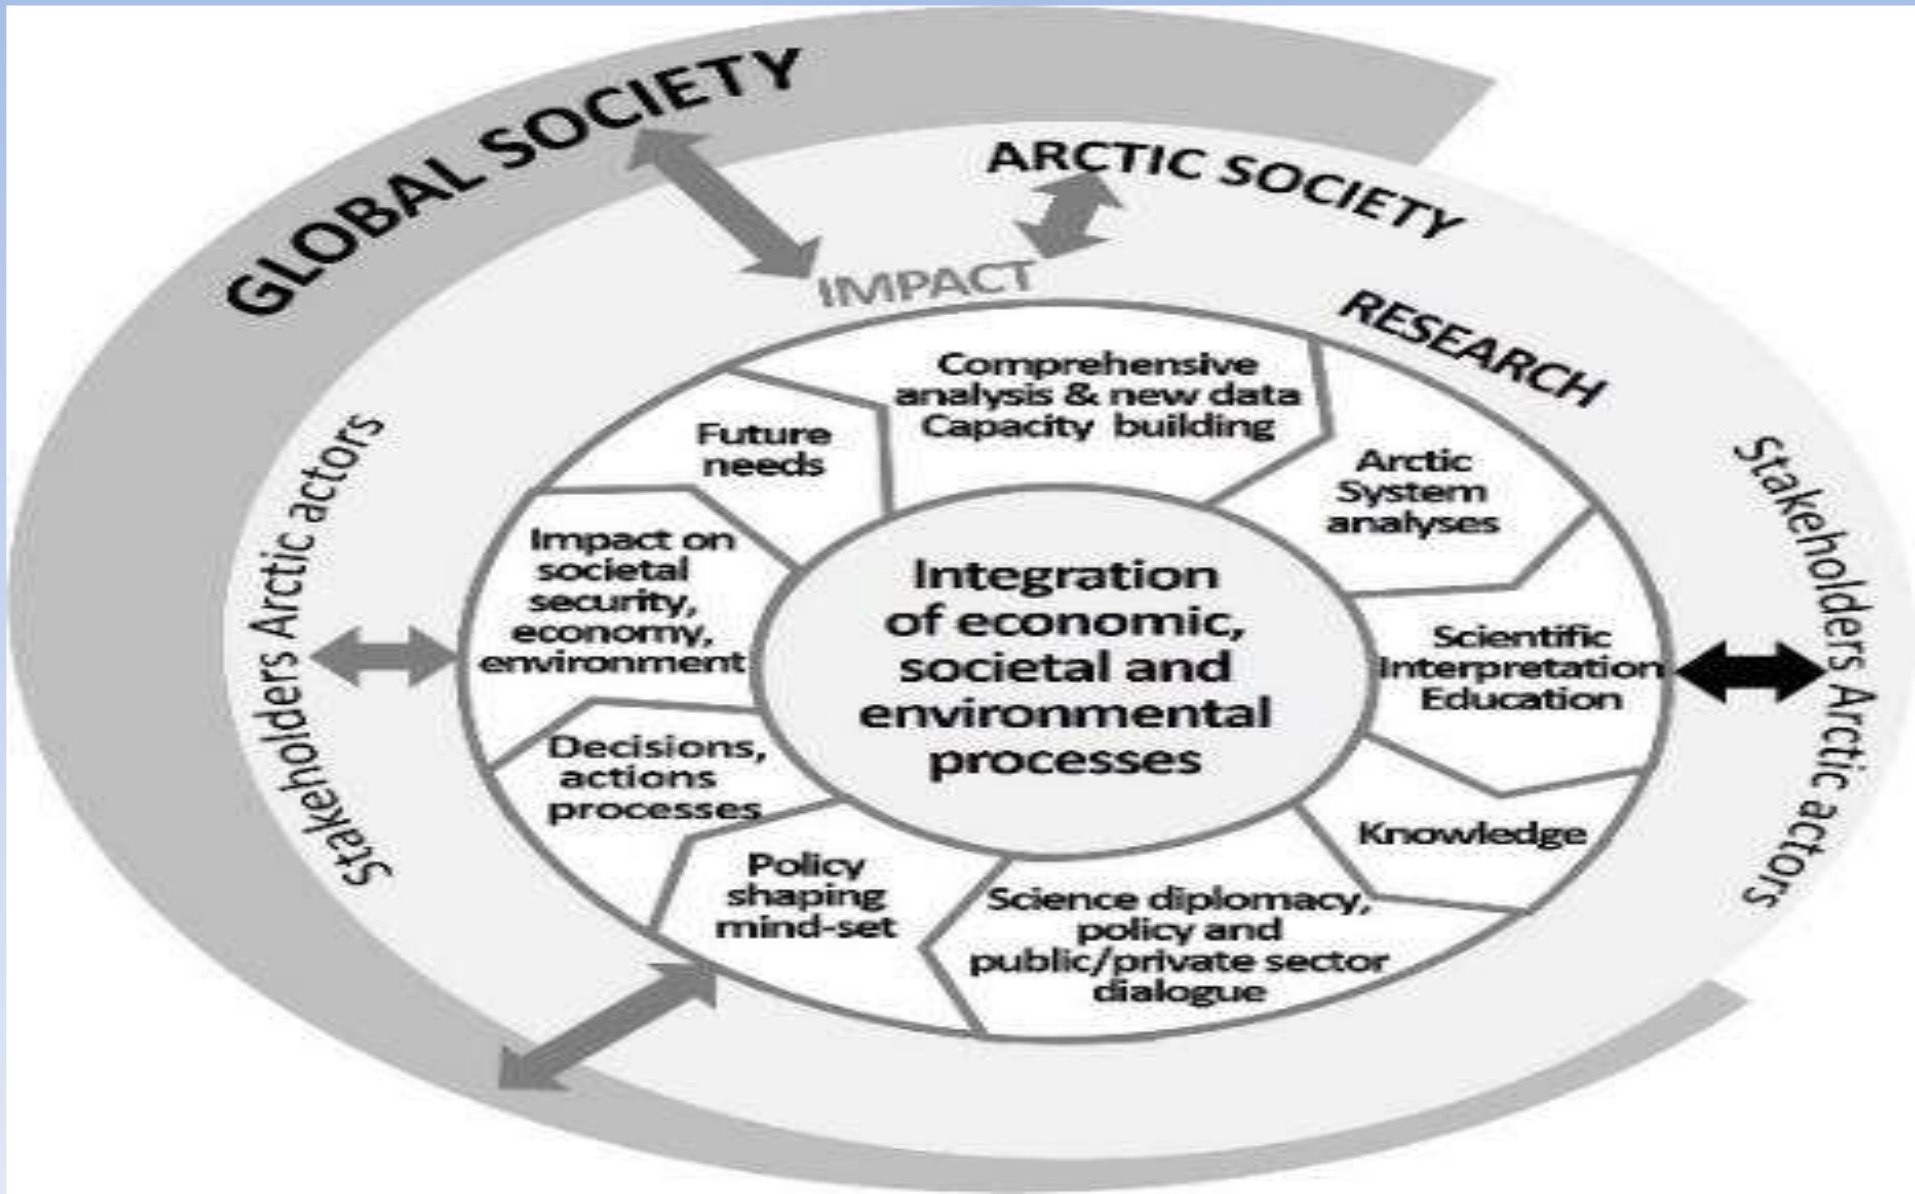 GLOBAL SOCIETY
ARCTIC SOCIETY
IMPACT
RESEARCH
Stakeholders Arctic actors
Stakeholders Arctic actors
Comprehensive
analysis & new data
Capacity building
Arctic
System
analyses
Scientific
Interpretation
Education
Knowledge
Science diplomacy,
policy and
public/private sector
dialogue
Policy
shaping
mind-set
Decisions,
actions
processes
Impact on
societal
security,
economy,
environment
Future
needs
Integration
of economic,
societal and
environmental
processes